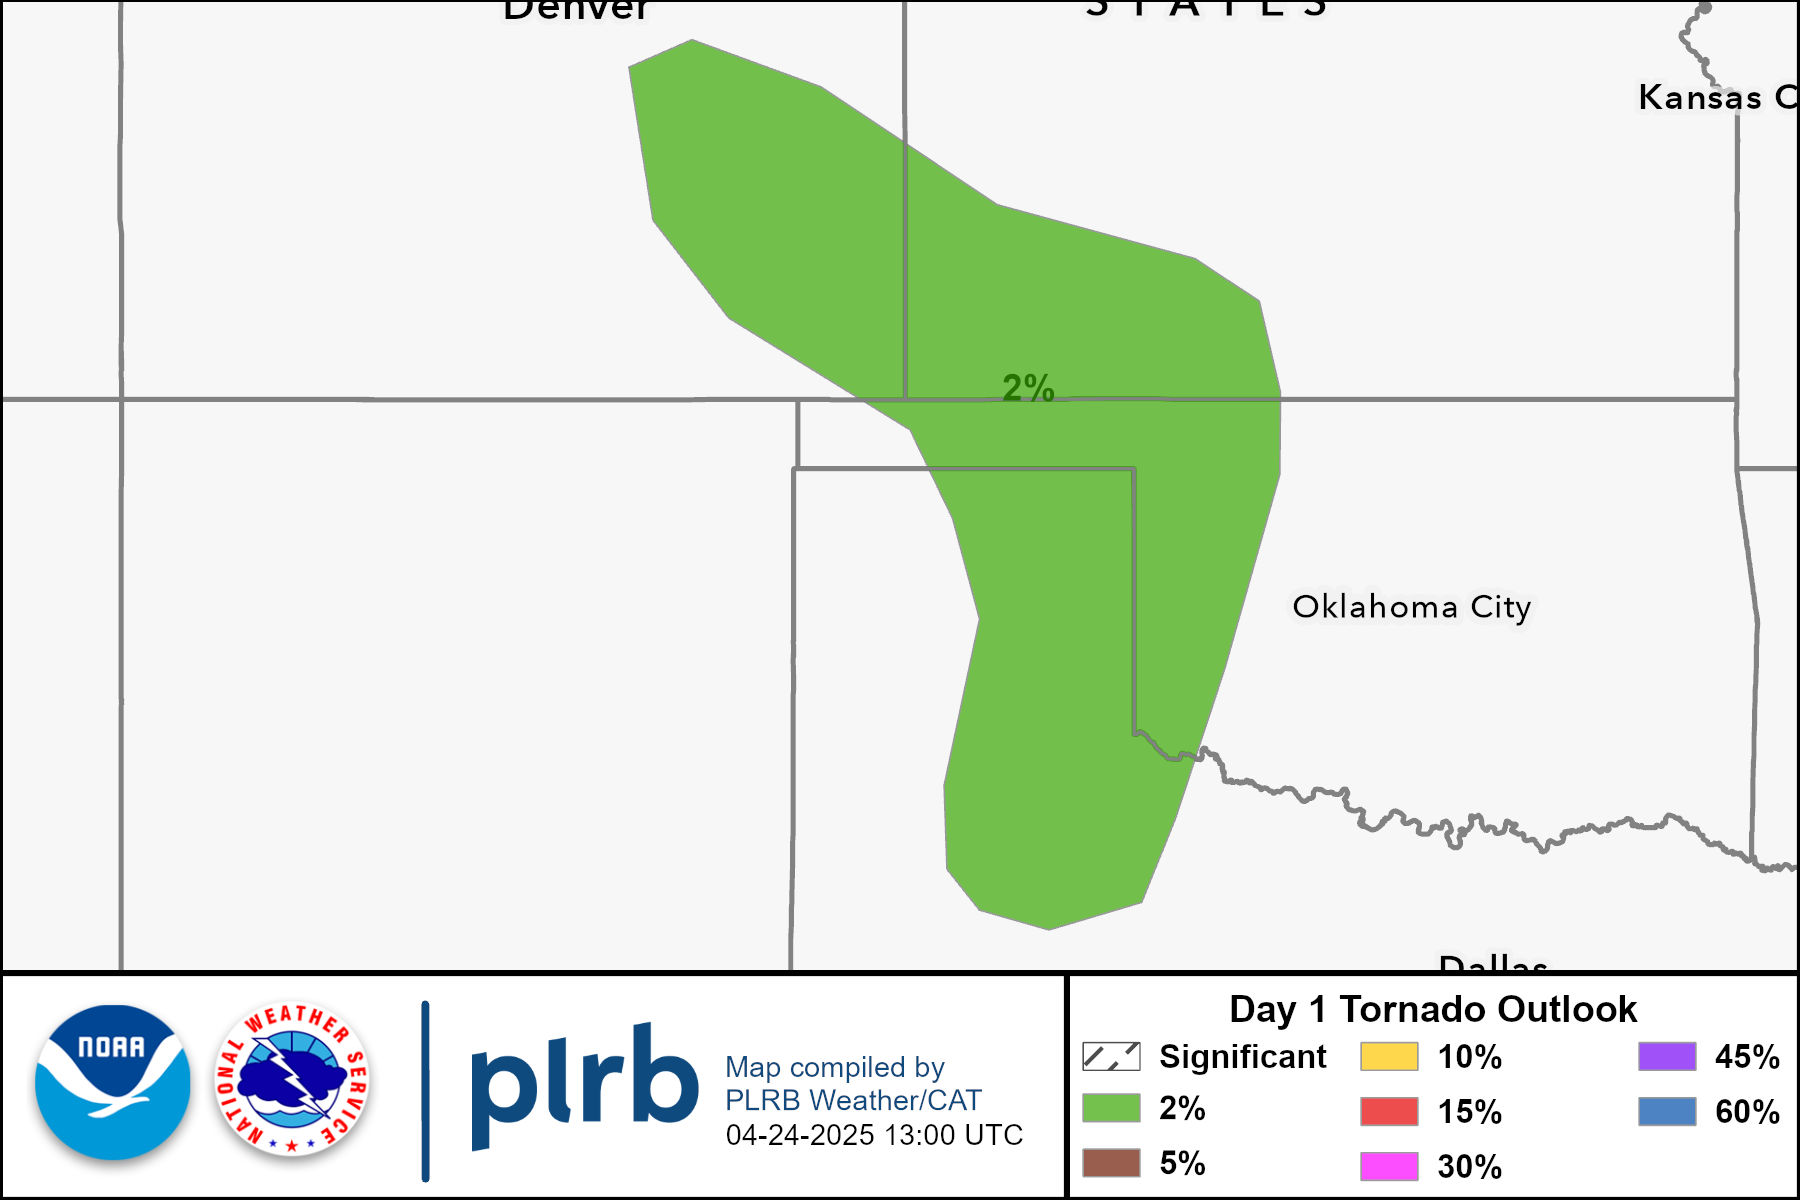 Denver
STATES
Kansas C
2%
Oklahoma City
Dallas
NOAA
NATIONAL WEATHER SERVICE
plrb
Map compiled by
PLRB Weather/CAT
04-24-2025 13:00 UTC
Day 1 Tornado Outlook
Significant
2%
5%
10%
15%
30%
45%
60%